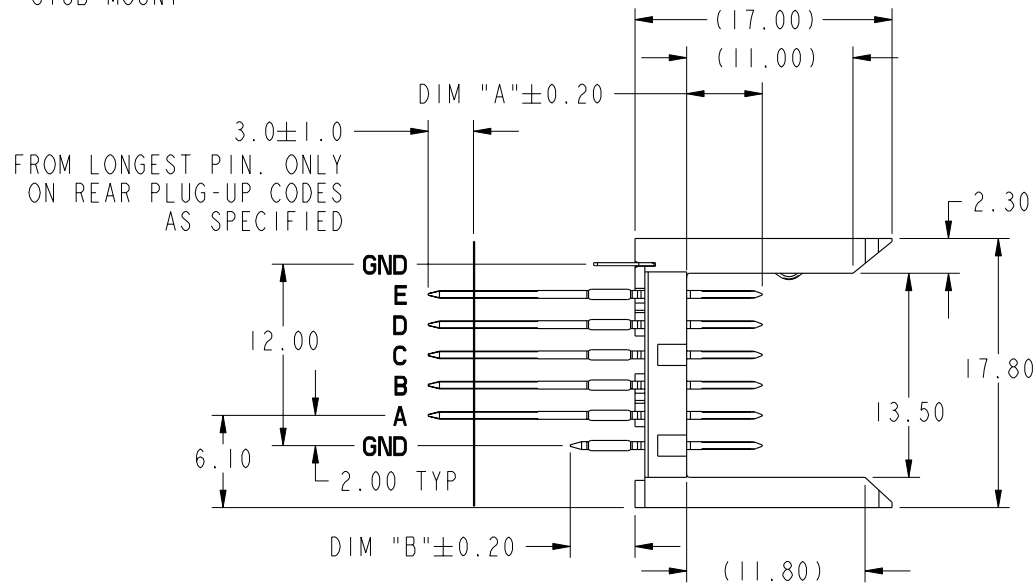 STUB MOUNT
(17.00)
(11.00)
DIM "A"±0.20
3.0±1.0
FROM LONGEST PIN. ONLY
ON REAR PLUG-UP CODES
AS SPECIFIED
2.30
GND
E
D
12.00
C
17.80
B
A
13.50
GND
6.10
2.00 TYP
DIM "B"±0.20
(11.80)